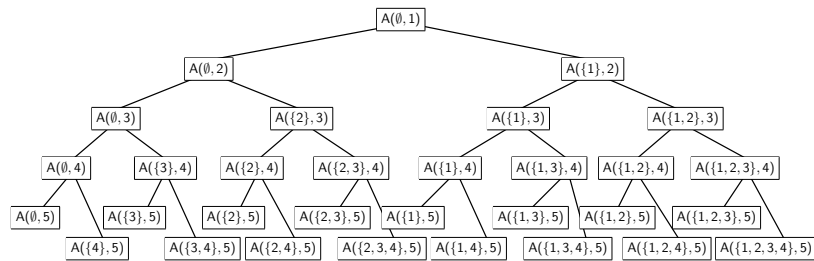 A(∅, 1)
A(∅, 2) A({1}, 2)
A(∅, 3) A({2}, 3) A({1}, 3) A({1, 2}, 3)
A(∅, 4) A({3}, 4) A({2}, 4) A({2, 3}, 4) A({1}, 4) A({1, 3}, 4) A({1, 2}, 4) A({1, 2, 3}, 4)
A(∅, 5) A({3}, 5) A({2}, 5) A({2, 3}, 5) A({1}, 5) A({1, 3}, 5) A({1, 2}, 5) A({1, 2, 3}, 5)
A({4}, 5) A({3, 4}, 5) A({2, 4}, 5) A({2, 3, 4}, 5) A({1, 4}, 5) A({1, 3, 4}, 5) A({1, 2, 4}, 5) A({1, 2, 3, 4}, 5)